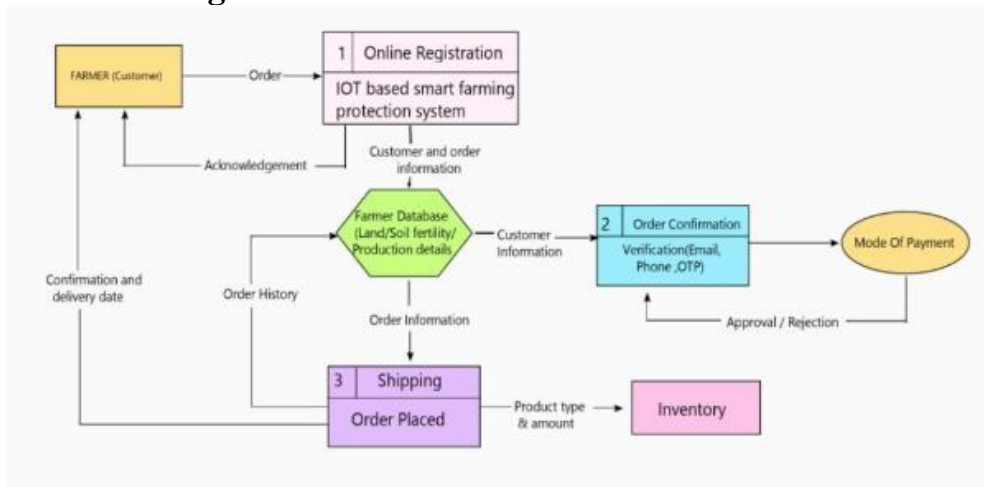 FARMER (Customer)
Order
1 Online Registration
IOT based smart farming
protection system
Acknowledgement
Customer and order
information
Farmer Database
(Land/Soil fertility/
Production details
Customer
Information
2 Order Confirmation
Verification(Email,
Phone ,OTP)
Mode Of Payment
Approval / Rejection
Confirmation and
delivery date
Order History
Order Information
3 Shipping
Order Placed
Product type
& amount
Inventory